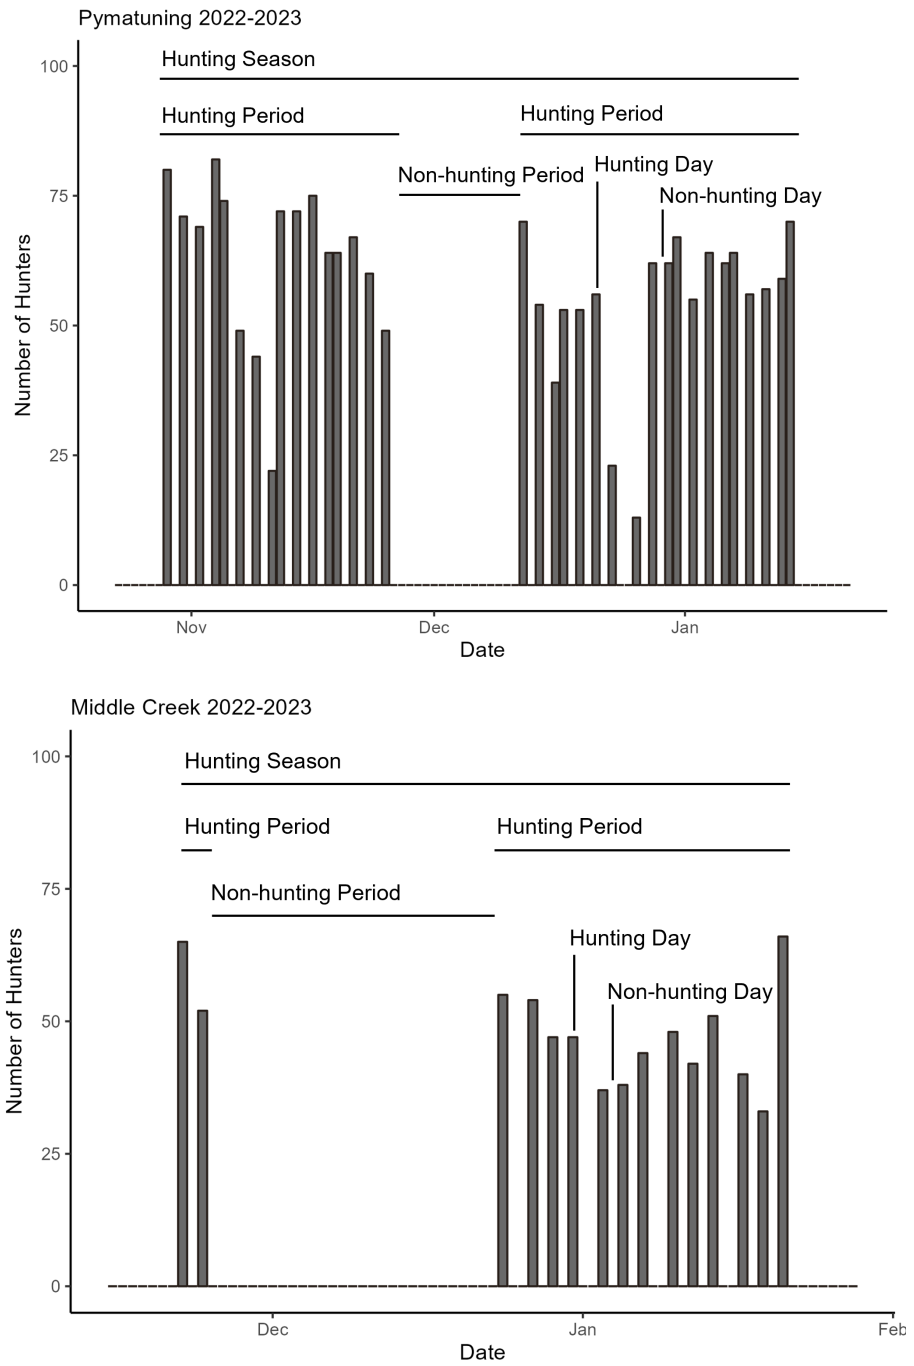 Pymatuning 2022-2023
100
Hunting Season
Hunting Period
Hunting Period
Hunting Day
Non-hunting Period
75
Non-hunting Day
Number of Hunters
50
25
0
Nov
Dec
Jan
Date
Middle Creek 2022-2023
100
Hunting Season
Hunting Period
Hunting Period
75
Non-hunting Period
Hunting Day
Non-hunting Day
Number of Hunters
50
25
0
Dec
Jan
Feb
Date